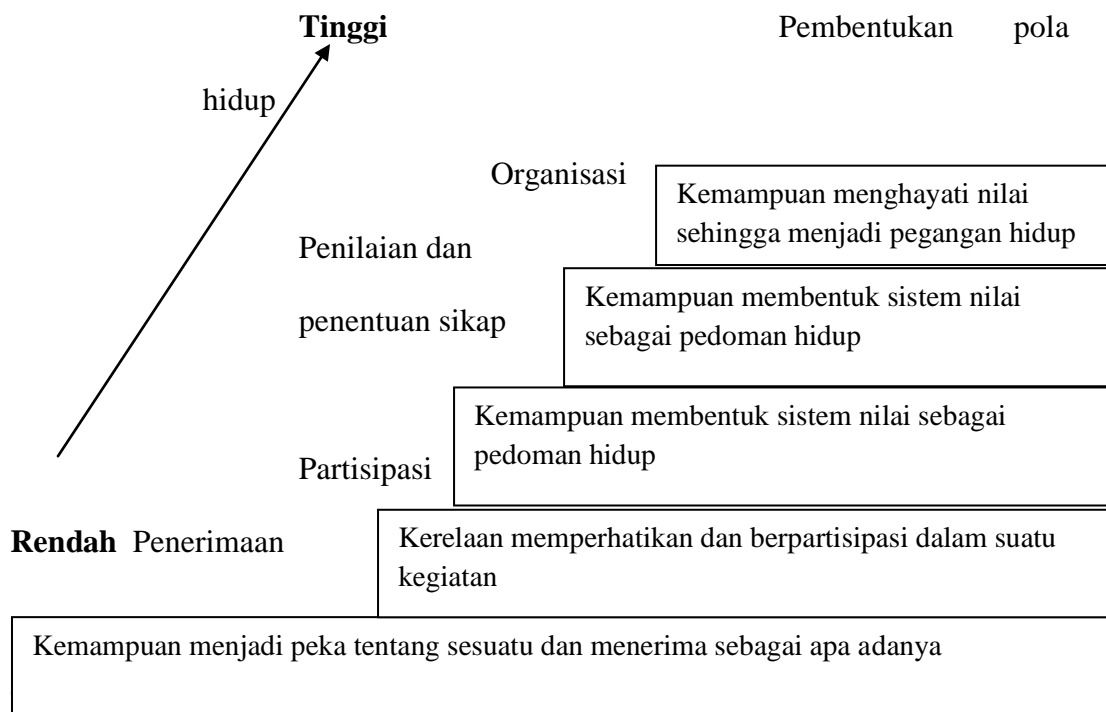 Tinggi Pembentukan pola
hidup
Organisasi
Kemampuan menghayati nilai
sehingga menjadi pegangan hidup
Penilaian dan
penentuan sikap
Kemampuan membentuk sistem nilai
sebagai pedoman hidup
Kemampuan membentuk sistem nilai sebagai
pedoman hidup
Partisipasi
Rendah Penerimaan
Kerelaan memperhatikan dan berpartisipasi dalam suatu
kegiatan
Kemampuan menjadi peka tentang sesuatu dan menerima sebagai apa adanya